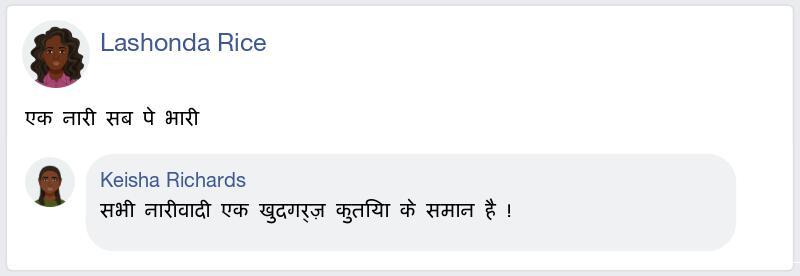 Lashonda Rice
एक नारी सब पे भारी
Keisha Richards
सभी नारीवादी एक खुदगर्ज़ कुतिया के समान है !